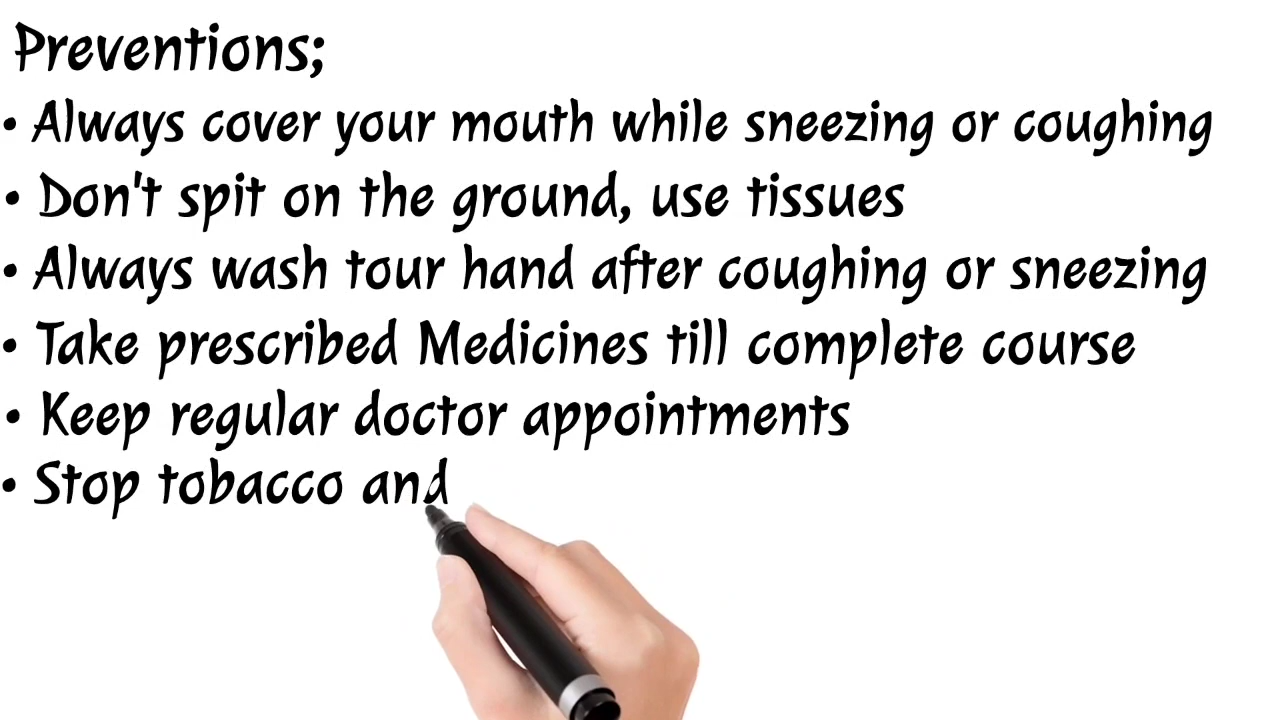 Preventions;
• Always cover your mouth while sneezing or coughing
• Don't spit on the ground, use tissues
• Always wash tour hand after coughing or sneezing
• Take prescribed Medicines till complete course
• Keep regular doctor appointments
• Stop tobacco and